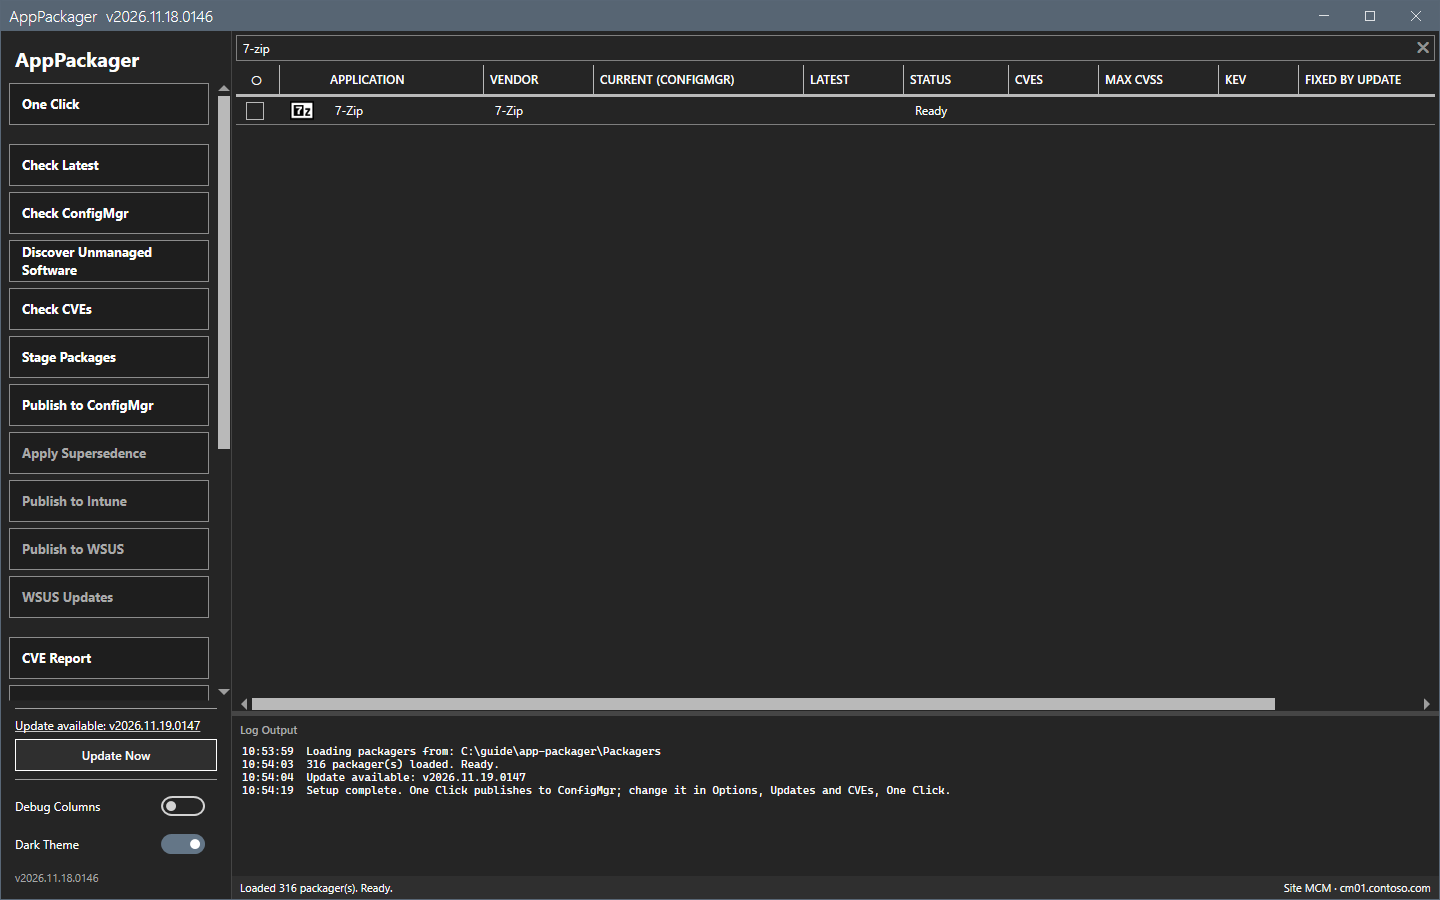 AppPackager v2026.11.18.0146
AppPackager
One Click
Check Latest
Check ConfigMgr
Discover Unmanaged
Software
Check CVEs
Stage Packages
Publish to ConfigMgr
Apply Supersedence
Publish to Intune
Publish to WSUS
WSUS Updates
CVE Report
Update available: v2026.11.19.0147
Update Now
Debug Columns
Dark Theme
v2026.11.18.0146
7-zip
APPLICATION VENDOR CURRENT (CONFIGMGR) LATEST STATUS CVES MAX CVSS KEV FIXED BY UPDATE
7z 7-Zip 7-Zip Ready
Log Output
10:53:59 Loading packagers from: C:\guide\app-packager\Packagers
10:54:03 316 packager(s) loaded. Ready.
10:54:04 Update available: v2026.11.19.0147
10:54:19 Setup complete. One Click publishes to ConfigMgr; change it in Options, Updates and CVEs, One Click.
Loaded 316 packager(s). Ready.
Site MCM · cm01.contoso.com